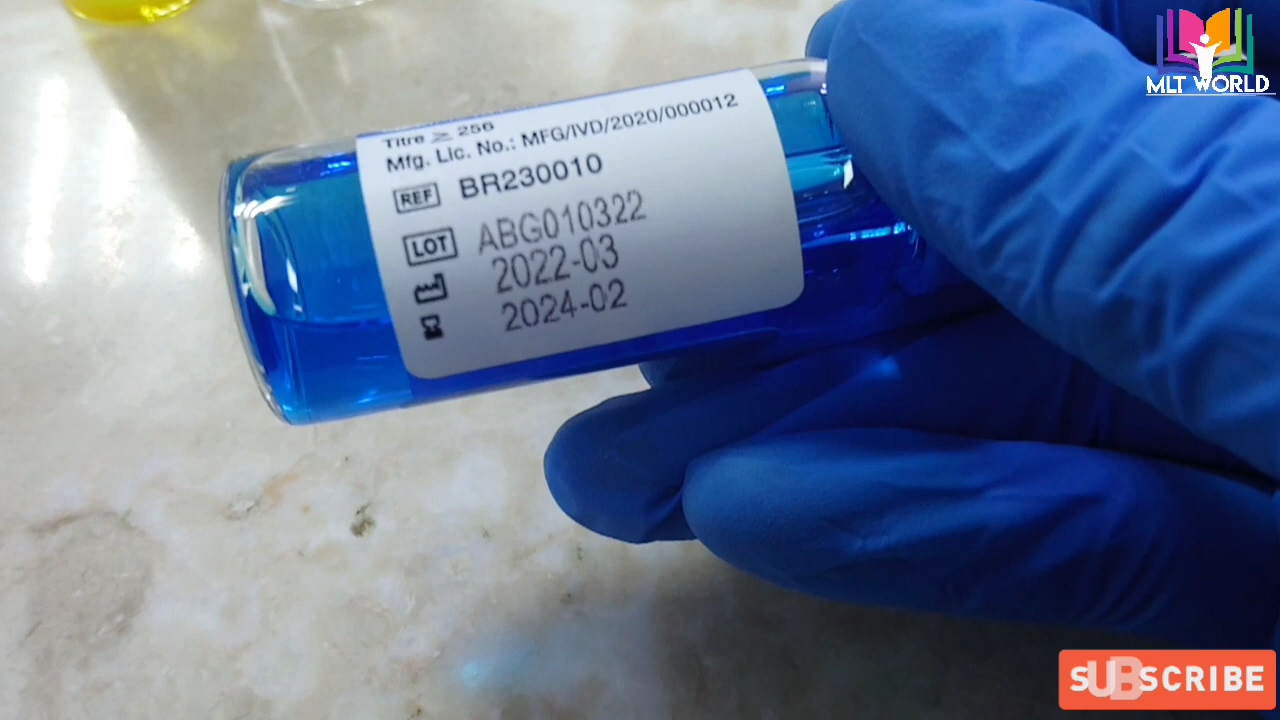 Titre ≥ 256
Mfg. Lic. No.: MFG/IVD/2020/000012
REF BR230010
LOT ABG010322
2022-03
2024-02
MLT WORLD
SUBSCRIBE